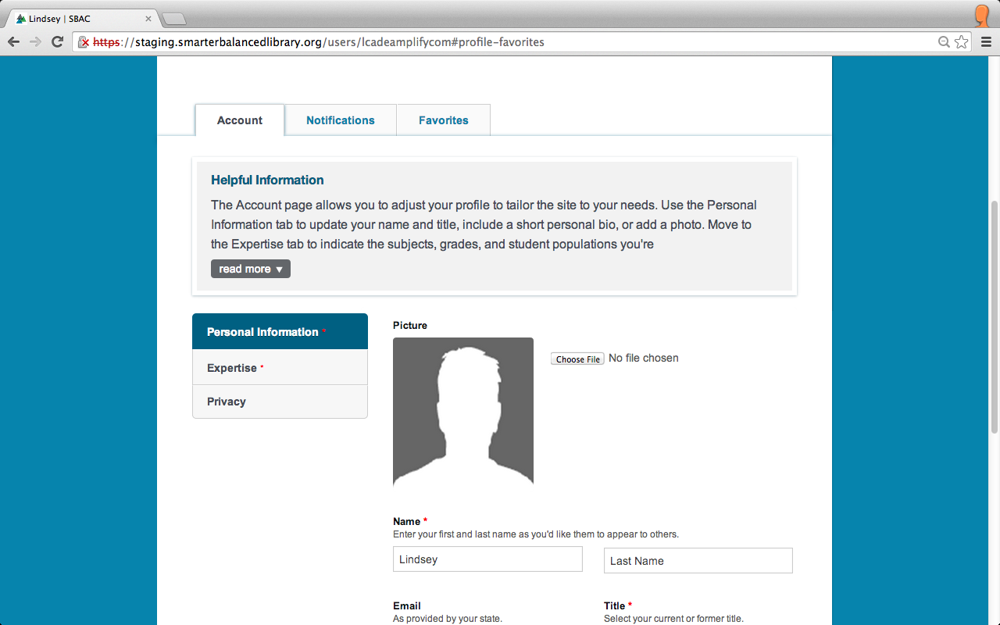 Lindsey | SBAC
https://staging.smarterbalancedlibrary.org/users/lcadeamplifycom#profile-favorites
Account Notifications Favorites
Helpful Information
The Account page allows you to adjust your profile to tailor the site to your needs. Use the Personal
Information tab to update your name and title, include a short personal bio, or add a photo. Move to
the Expertise tab to indicate the subjects, grades, and student populations you're
read more ▼
Personal Information *
Expertise *
Privacy
Picture
Choose File No file chosen
Name *
Enter your first and last name as you'd like them to appear to others.
Lindsey Last Name
Email Title *
As provided by your state. Select your current or former title.